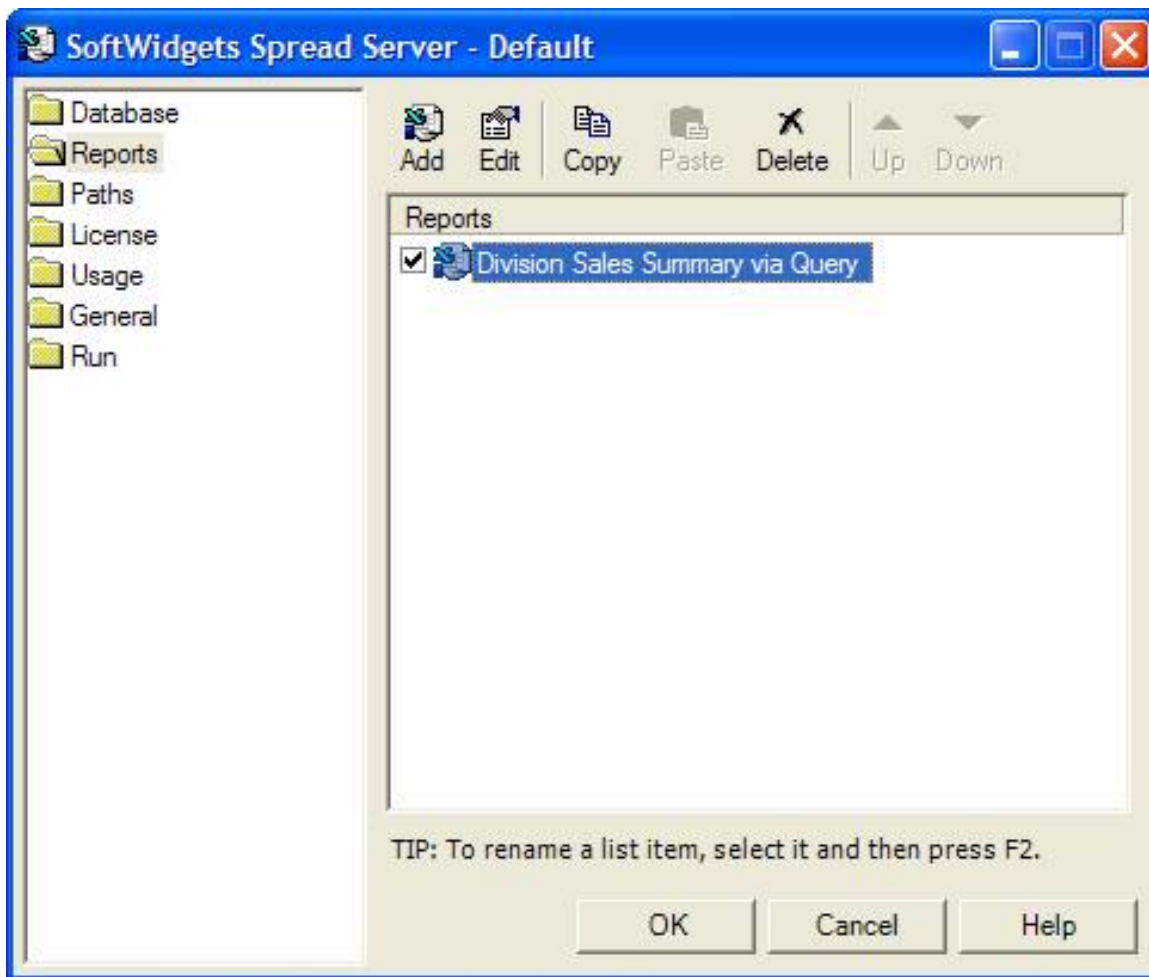 SoftWidgets Spread Server - Default
Database
Reports
Paths
License
Usage
General
Run
Add Edit Copy Paste Delete Up Down
Reports
Division Sales Summary via Query
TIP: To rename a list item, select it and then press F2.
OK Cancel Help